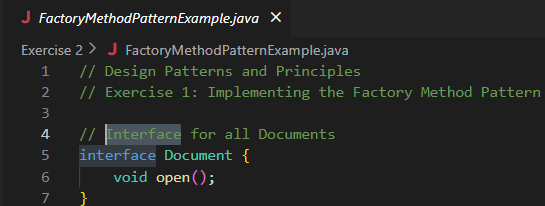 J FactoryMethodPatternExample.java ×
Exercise 2 > J FactoryMethodPatternExample.java
1 // Design Patterns and Principles
2 // Exercise 1: Implementing the Factory Method Pattern
3
4 // Interface for all Documents
5 interface Document {
6 void open();
7 }